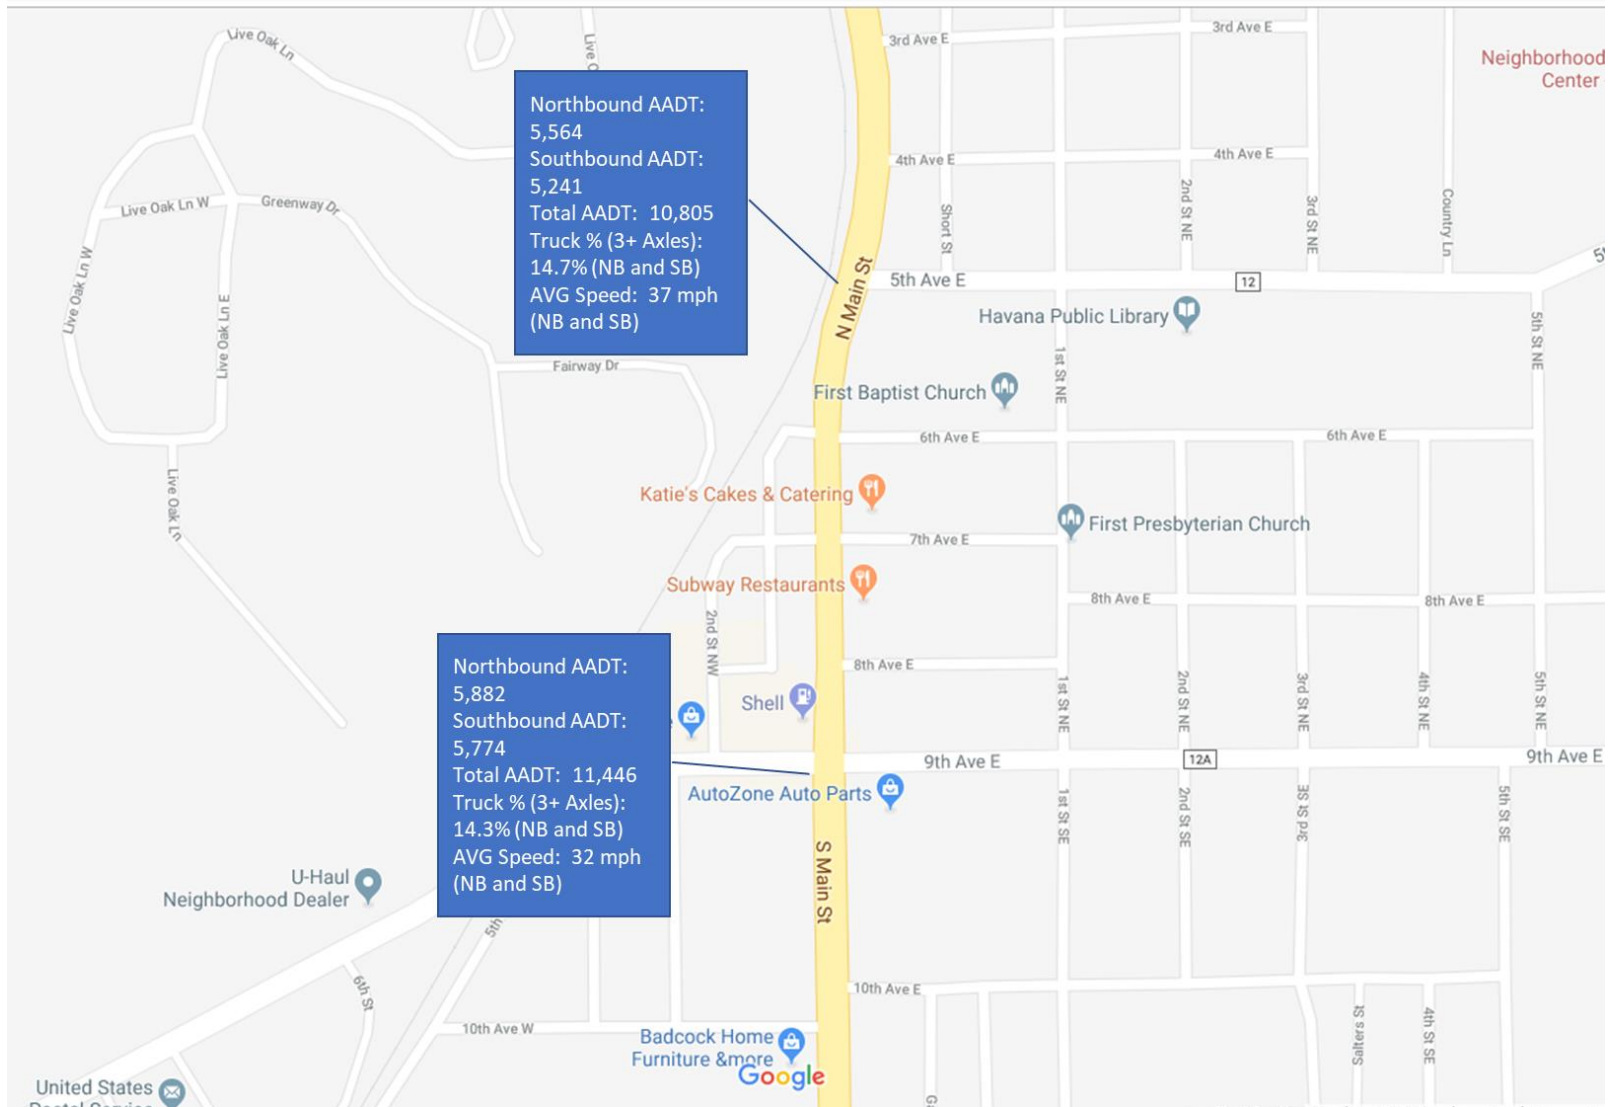 Live Oak Ln
Live O
3rd Ave E
3rd Ave E
Neighborhood
Center
Northbound AADT:
5,564
Southbound AADT:
5,241
Total AADT: 10,805
Truck % (3+ Axles):
14.7% (NB and SB)
AVG Speed: 37 mph
(NB and SB)
4th Ave E
4th Ave E
Live Oak Ln W
Greenway Dr
Short St
2nd St NE
3rd St NE
Country Ln
Live Oak Ln W
Live Oak Ln E
N Main St
5th Ave E
12
5t
Havana Public Library
5th St NE
1st St NE
Fairway Dr
First Baptist Church
6th Ave E
6th Ave E
Live Oak Ln
Katie's Cakes & Catering
First Presbyterian Church
7th Ave E
Subway Restaurants
8th Ave E
8th Ave E
2nd St NW
8th Ave E
Northbound AADT:
5,882
Southbound AADT:
5,774
Total AADT: 11,446
Truck % (3+ Axles):
14.3% (NB and SB)
AVG Speed: 32 mph
(NB and SB)
Shell
1st St NE
2nd St NE
3rd St NE
4th St NE
5th St NE
9th Ave E
12A
9th Ave E
AutoZone Auto Parts
1st St SE
2nd St SE
3rd St SE
5th St SE
S Main St
U-Haul
Neighborhood Dealer
5th
6th St
10th Ave E
10th Ave W
Salters St
4th St SE
Badcock Home
Furniture &more
Google
United States
Postal Service